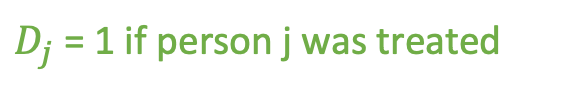 Dj = 1 if person j was treated